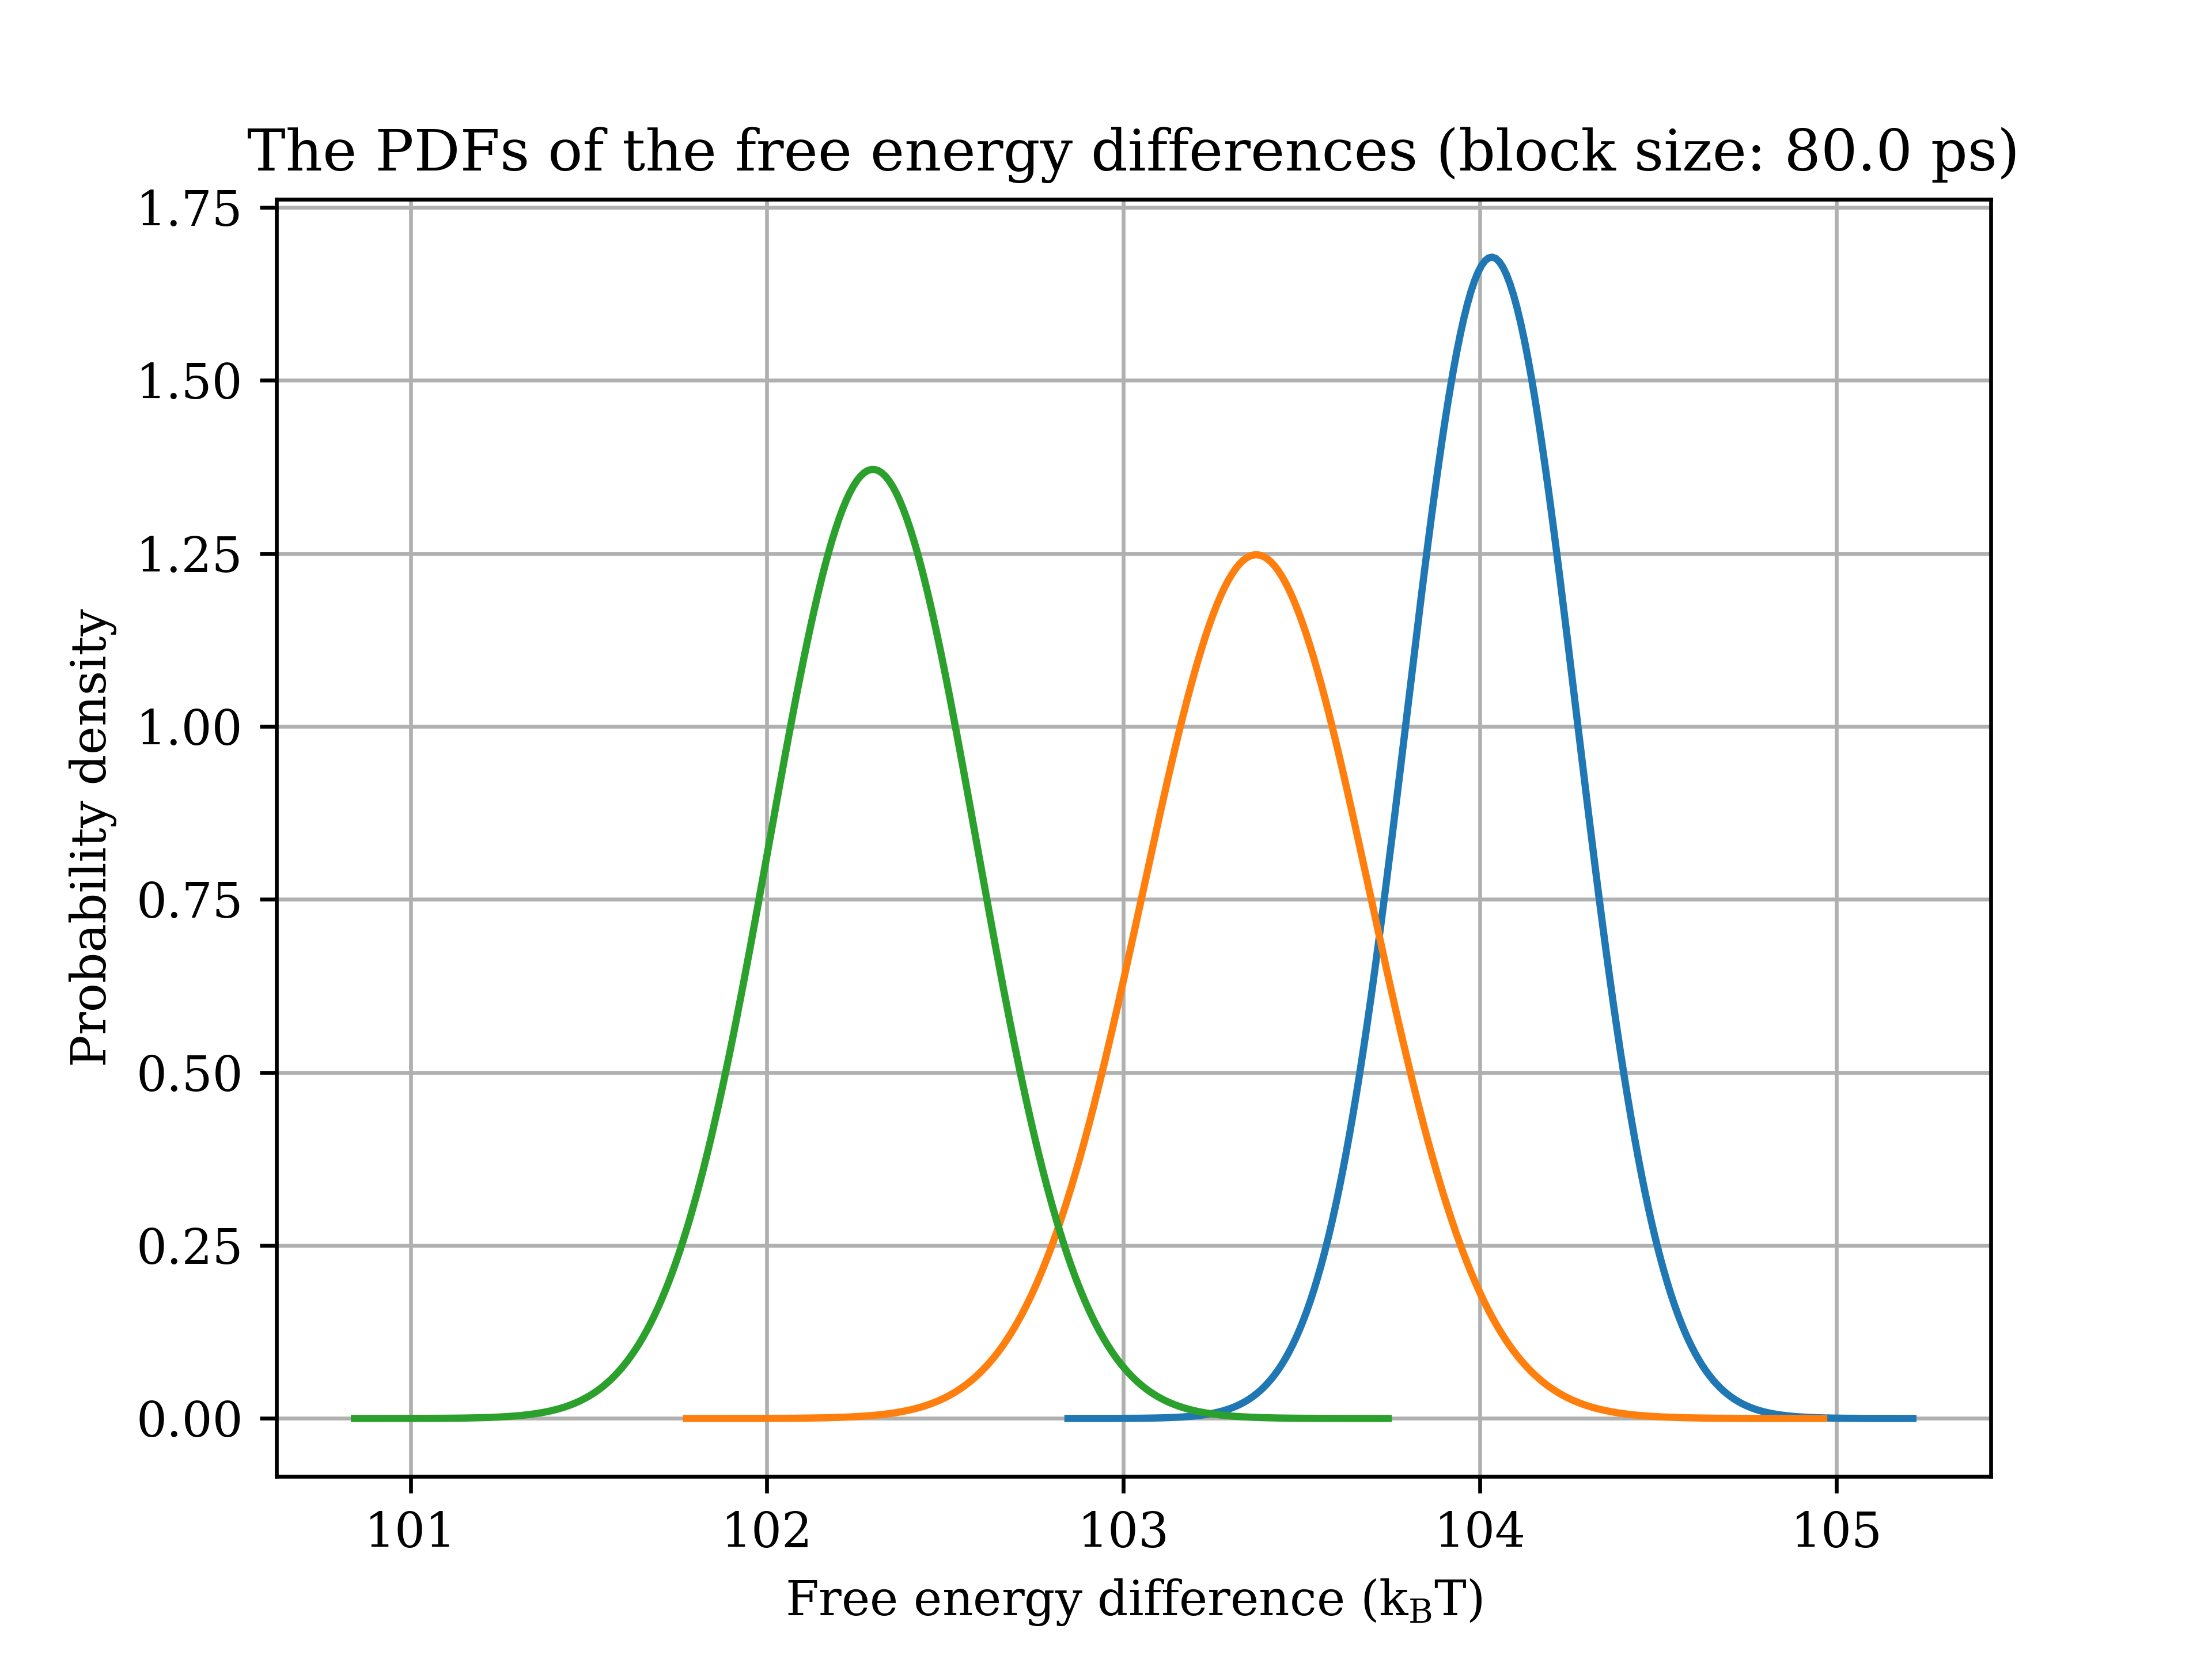 The PDFs of the free energy differences (block size: 80.0 ps)
1.75
1.50
1.25
1.00
0.75
0.50
0.25
0.00
Probability density
101 102 103 104 105
Free energy difference (k_BT)